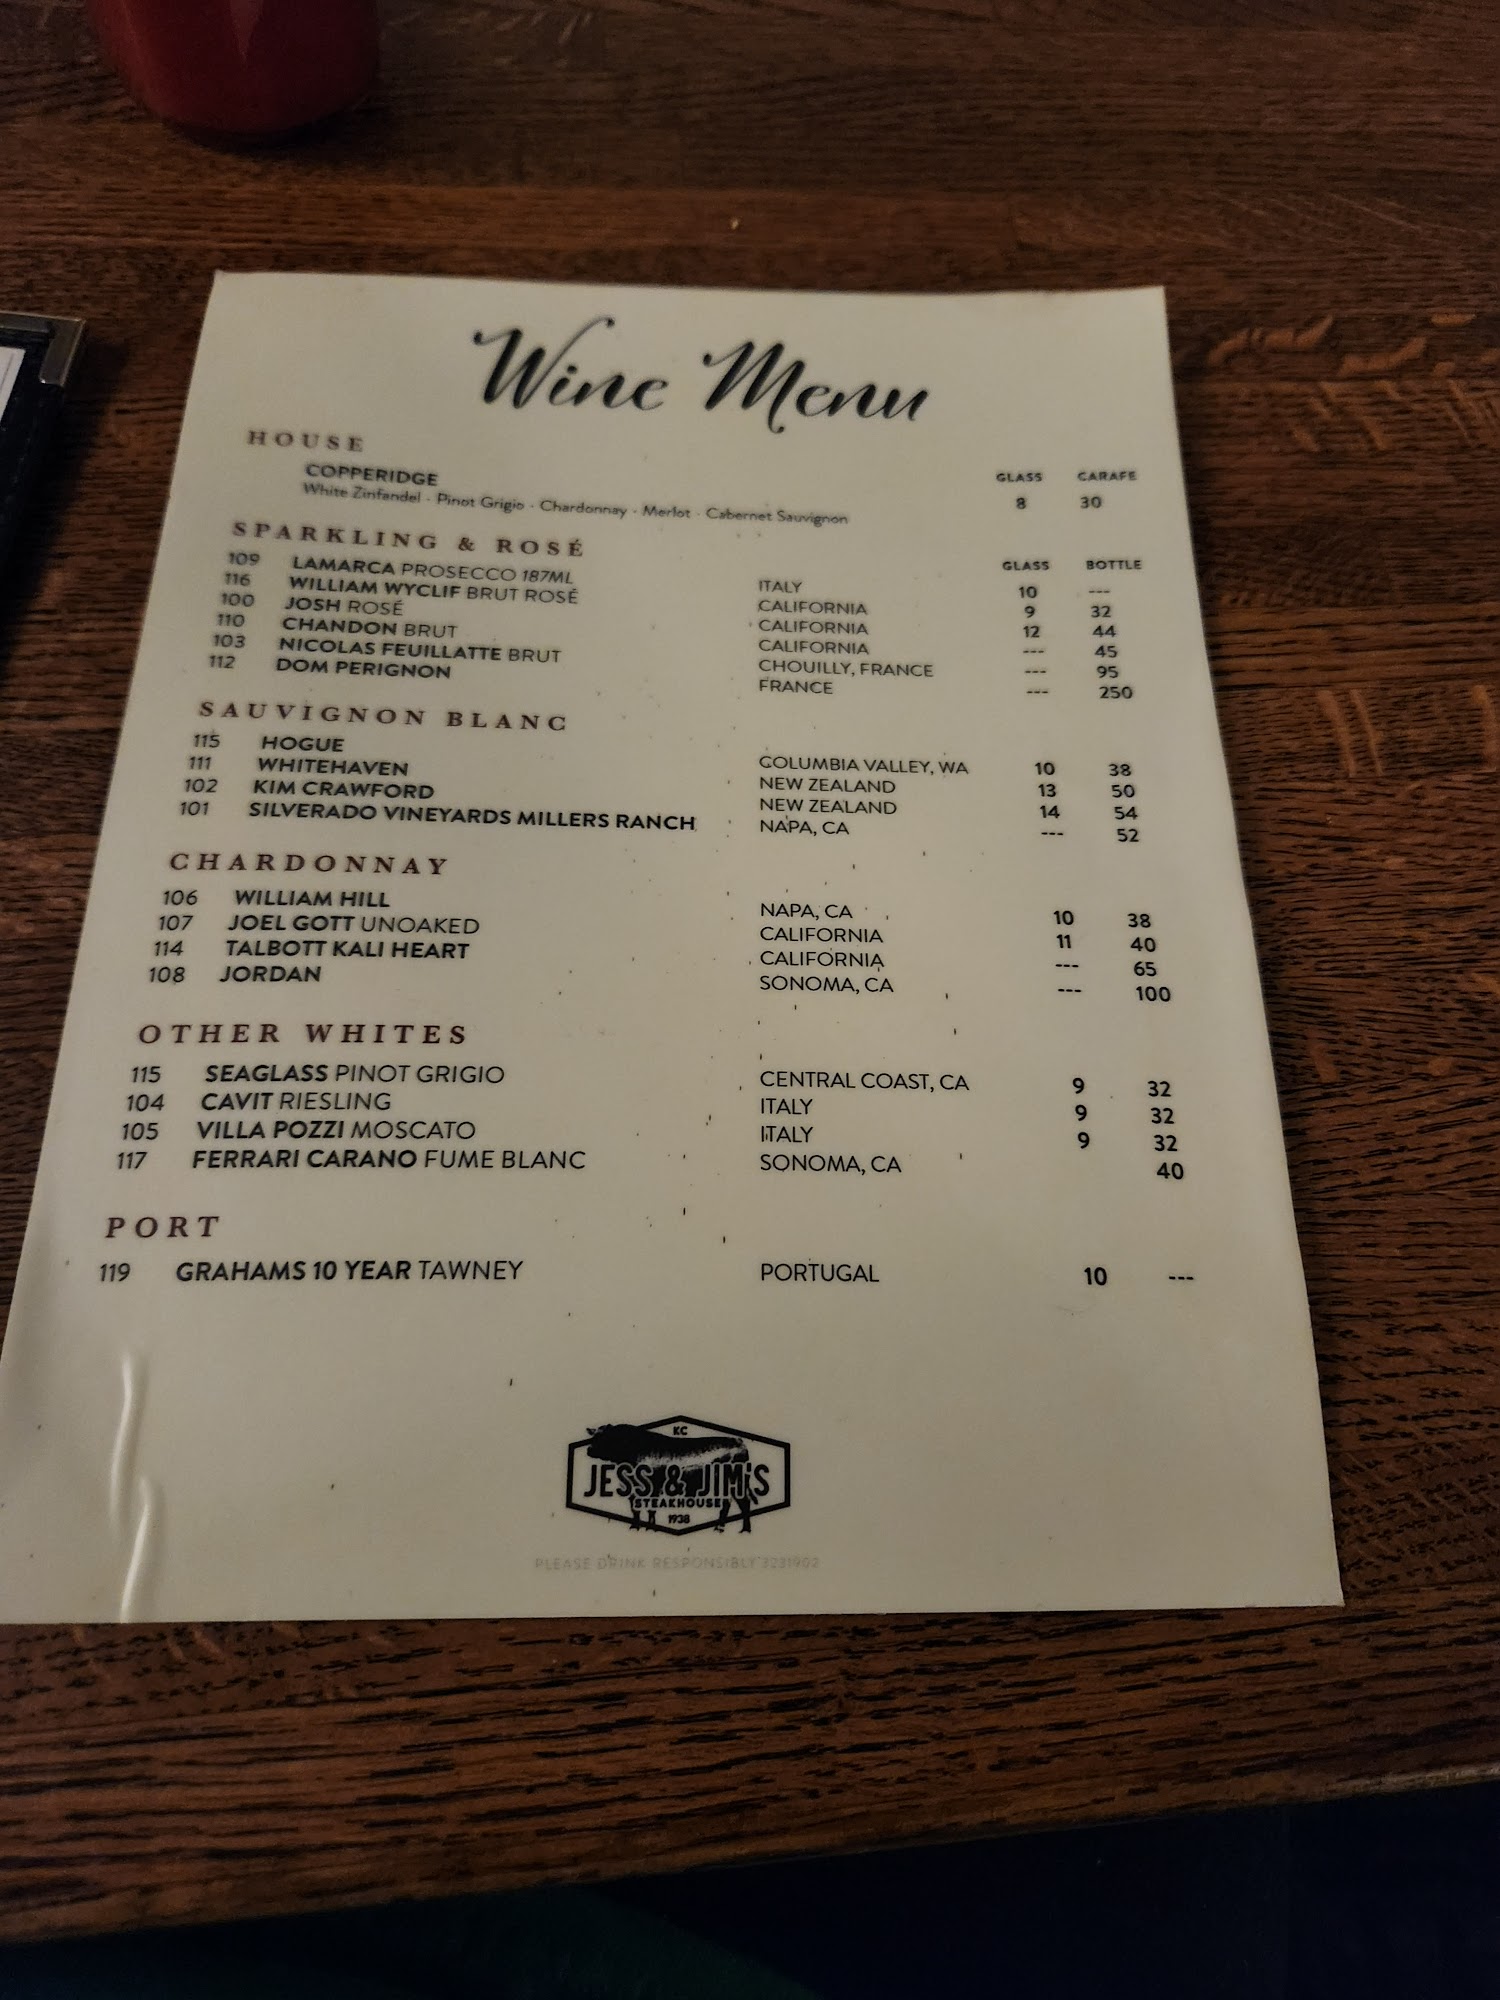 Wine Menu
HOUSE
GLASS CARAFE
COPPERIDGE 8 30
White Zinfandel · Pinot Grigio · Chardonnay · Merlot · Cabernet Sauvignon
SPARKLING & ROSÉ
GLASS BOTTLE
109 LAMARCA PROSECCO 187ML ITALY 10 ---
116 WILLIAM WYCLIF BRUT ROSÉ CALIFORNIA 9 32
100 JOSH ROSÉ CALIFORNIA 12 44
110 CHANDON BRUT CALIFORNIA --- 45
103 NICOLAS FEUILLATTE BRUT CHOUILLY, FRANCE --- 95
112 DOM PERIGNON FRANCE --- 250
SAUVIGNON BLANC
115 HOGUE COLUMBIA VALLEY, WA 10 38
111 WHITEHAVEN NEW ZEALAND 13 50
102 KIM CRAWFORD NEW ZEALAND 14 54
101 SILVERADO VINEYARDS MILLERS RANCH NAPA, CA --- 52
CHARDONNAY
106 WILLIAM HILL NAPA, CA 10 38
107 JOEL GOTT UNOAKED CALIFORNIA 11 40
114 TALBOTT KALI HEART CALIFORNIA --- 65
108 JORDAN SONOMA, CA --- 100
OTHER WHITES
115 SEAGLASS PINOT GRIGIO CENTRAL COAST, CA 9 32
104 CAVIT RIESLING ITALY 9 32
105 VILLA POZZI MOSCATO ITALY 9 32
117 FERRARI CARANO FUME BLANC SONOMA, CA 40
PORT
119 GRAHAMS 10 YEAR TAWNEY PORTUGAL 10 ---
KC
JESS & JIM'S
STEAKHOUSE
1938
PLEASE DRINK RESPONSIBLY 3231902